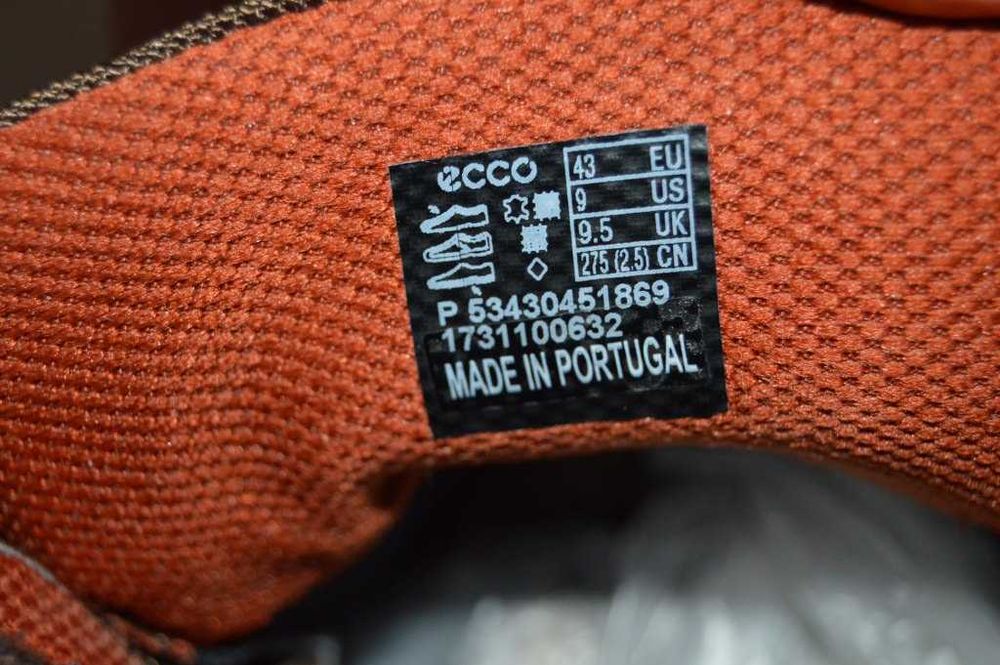 ecco
43 EU
9 US
9.5 UK
275 (2.5) CN
P 53430451869
1731100632
MADE IN PORTUGAL